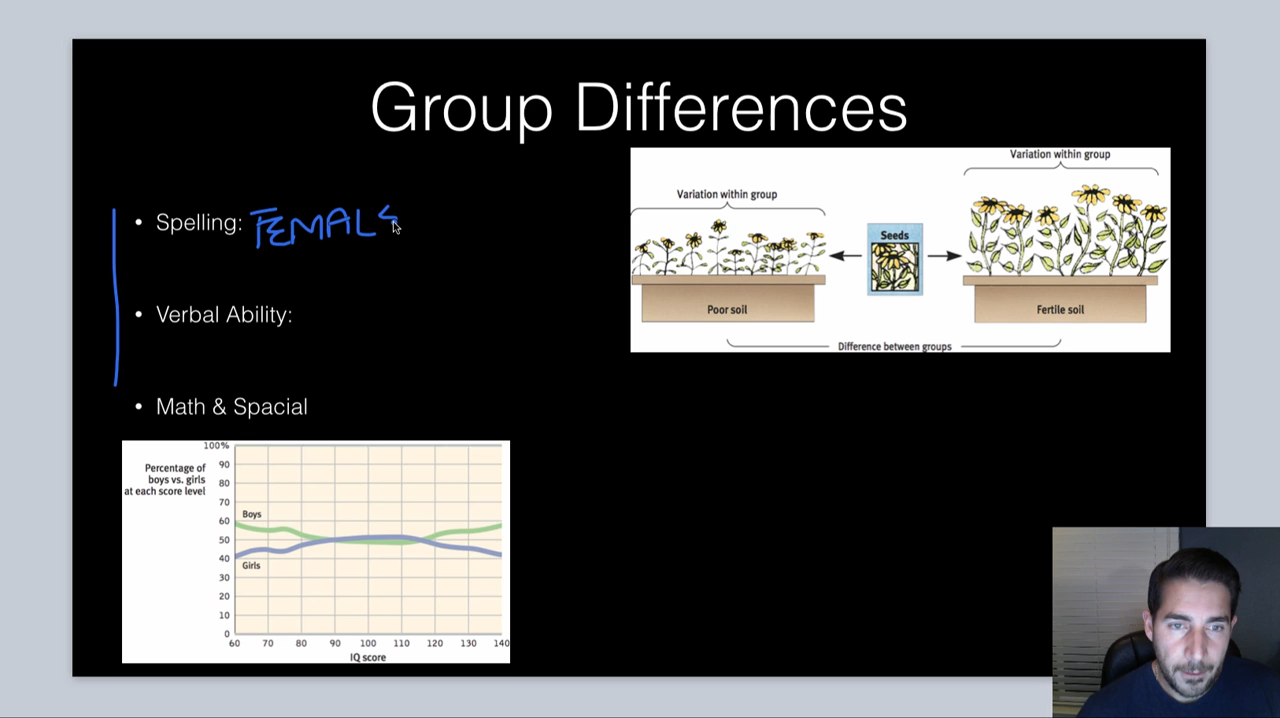 Group Differences
• Spelling: FEMALS
• Verbal Ability:
• Math & Spacial
Variation within group
Variation within group
Seeds
Poor soil
Fertile soil
Difference between groups
Percentage of
boys vs. girls
at each score level
100%
90
80
70
60
50
40
30
20
10
0
Boys
Girls
60 70 80 90 100 110 120 130 140
IQ score